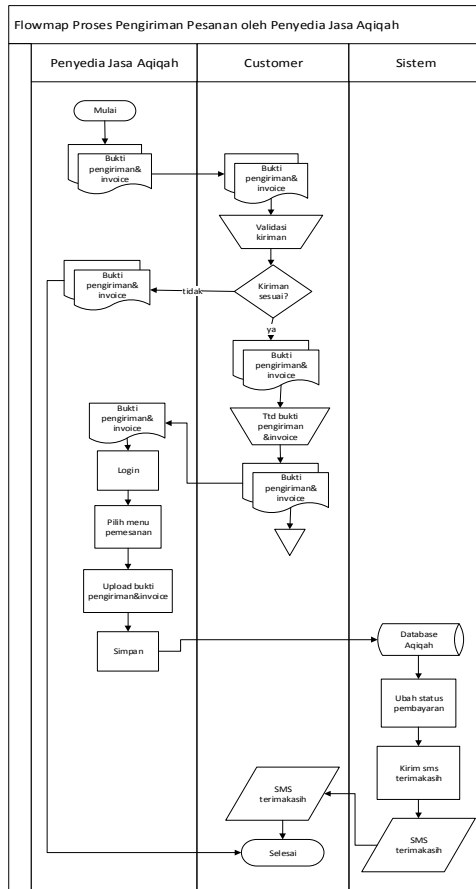 Flowmap Proses Pengiriman Pesanan oleh Penyedia Jasa Aqiqah
Penyedia Jasa Aqiqah
Customer
Sistem
Mulai
Bukti
pengiriman&
invoice
Bukti
pengiriman&
invoice
Validasi
kiriman
Kiriman
sesuai?
tidak
Bukti
pengiriman&
invoice
ya
Bukti
pengiriman&
invoice
Ttd bukti
pengiriman
&invoice
Bukti
pengiriman&
invoice
Bukti
pengiriman&
invoice
Login
Pilih menu
pemesanan
Upload bukti
pengiriman&invoice
Simpan
Database
Aqiqah
Ubah status
pembayaran
Kirim sms
terimakasih
SMS
terimakasih
SMS
terimakasih
Selesai